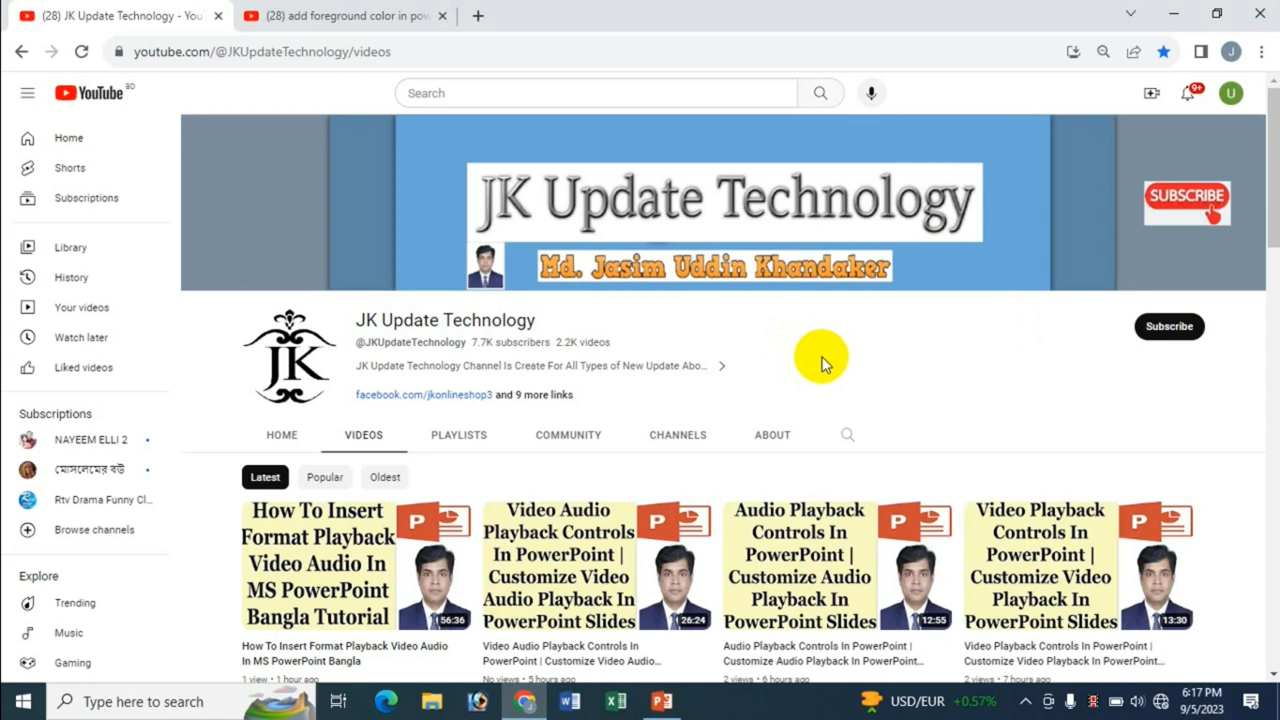 (28) JK Update Technology - You
(28) add foreground color in pow
youtube.com/@JKUpdateTechnology/videos
J
YouTube BD
Search
9+
U
Home
Shorts
Subscriptions
Library
History
Your videos
Watch later
Liked videos
Subscriptions
NAYEEM ELLI 2
মোসলেমের বউ
Rtv Drama Funny Cl...
Browse channels
Explore
Trending
Music
Gaming
JK Update Technology
Md. Jasim Uddin Khandaker
SUBSCRIBE
JK
JK Update Technology
@JKUpdateTechnology 7.7K subscribers 2.2K videos
JK Update Technology Channel Is Create For All Types of New Update Abo...
facebook.com/jkonlineshop3 and 9 more links
Subscribe
HOME VIDEOS PLAYLISTS COMMUNITY CHANNELS ABOUT
Latest Popular Oldest
How To Insert
Format Playback
Video Audio In
MS PowerPoint
Bangla Tutorial
P
56:36
How To Insert Format Playback Video Audio
In MS PowerPoint Bangla
1 view • 1 hour ago
Video Audio
Playback Controls
In PowerPoint |
Customize Video
Audio Playback In
PowerPoint Slides
P
26:24
Video Audio Playback Controls In
PowerPoint | Customize Video Audio...
No views • 5 hours ago
Audio Playback
Controls In
PowerPoint |
Customize Audio
Playback In
PowerPoint Slides
P
12:55
Audio Playback Controls In PowerPoint |
Customize Audio Playback In PowerPoint...
2 views • 6 hours ago
Video Playback
Controls In
PowerPoint |
Customize Video
Playback In
PowerPoint Slides
P
13:30
Video Playback Controls In PowerPoint |
Customize Video Playback In PowerPoint...
2 views • 7 hours ago
Type here to search
USD/EUR +0.57%
6:17 PM
9/5/2023